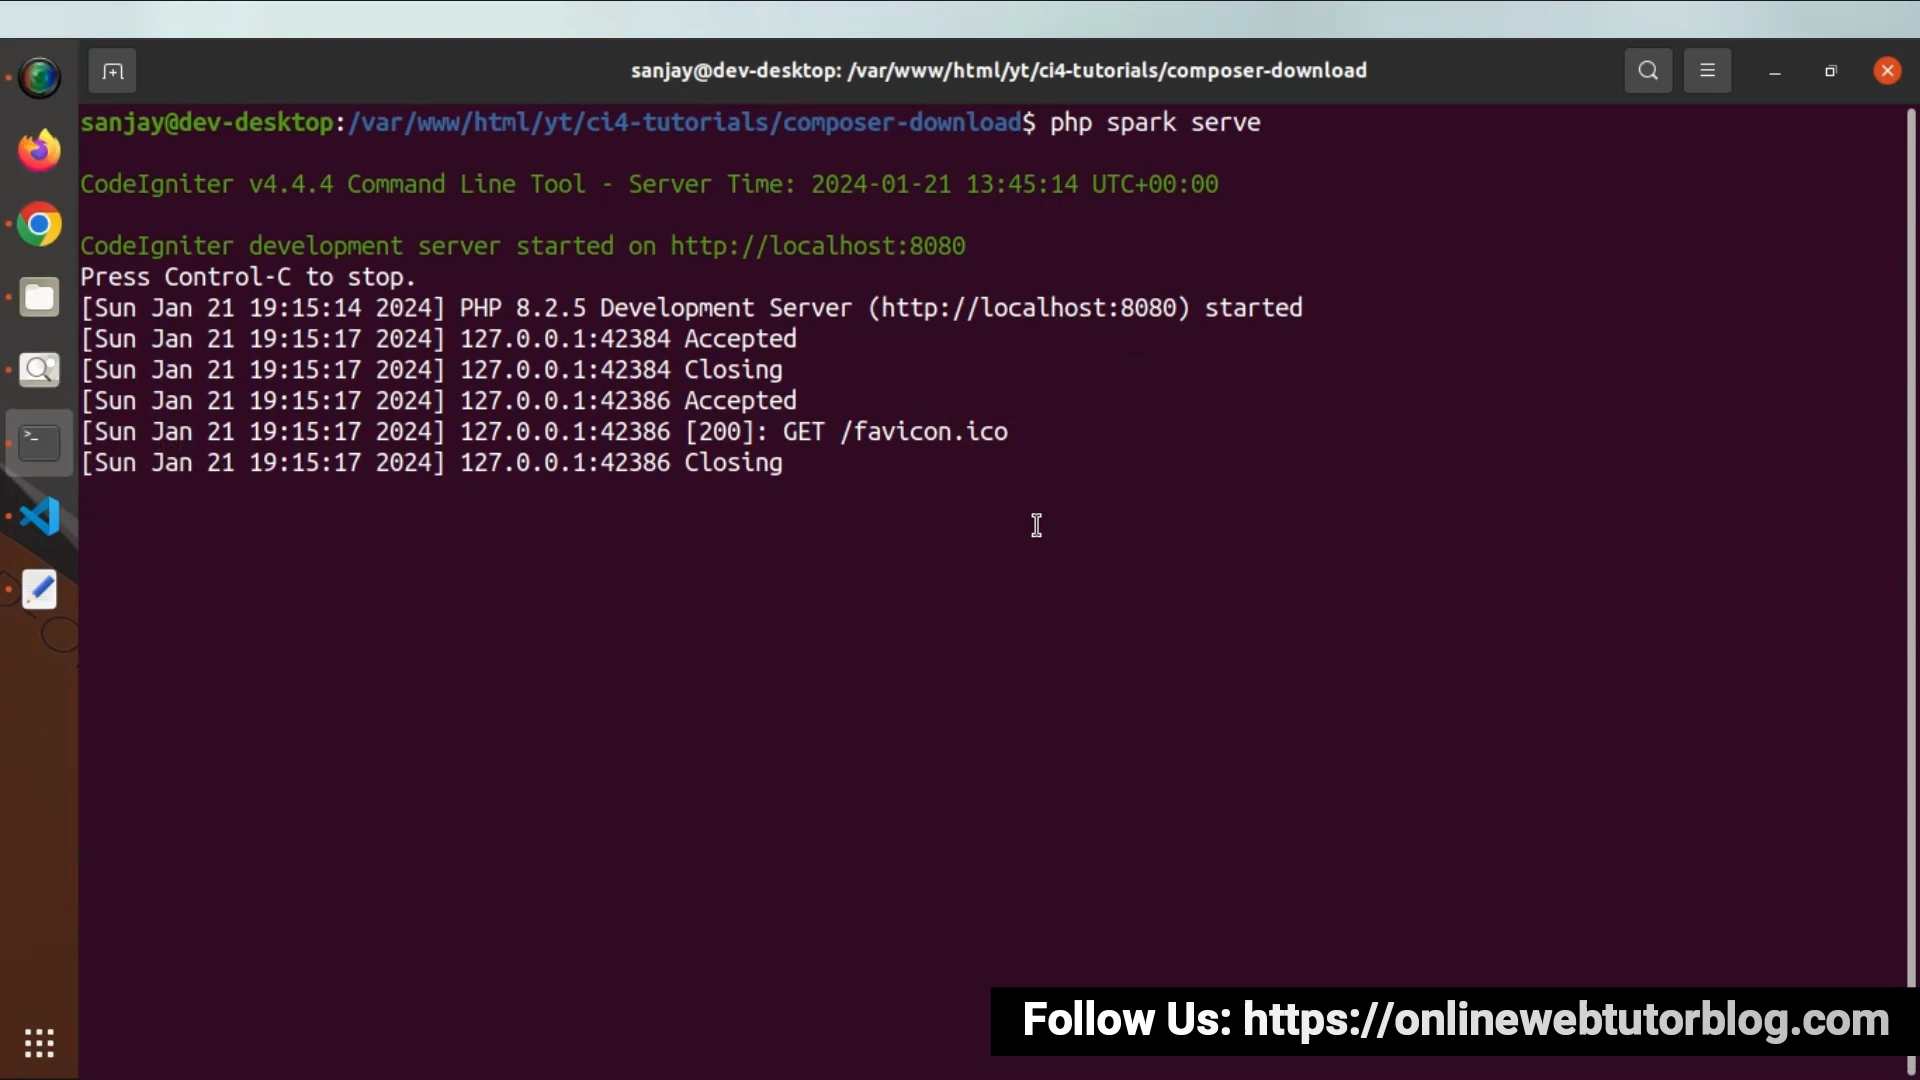 sanjay@dev-desktop: /var/www/html/yt/ci4-tutorials/composer-download
sanjay@dev-desktop:/var/www/html/yt/ci4-tutorials/composer-download$ php spark serve
CodeIgniter v4.4.4 Command Line Tool - Server Time: 2024-01-21 13:45:14 UTC+00:00
CodeIgniter development server started on http://localhost:8080
Press Control-C to stop.
[Sun Jan 21 19:15:14 2024] PHP 8.2.5 Development Server (http://localhost:8080) started
[Sun Jan 21 19:15:17 2024] 127.0.0.1:42384 Accepted
[Sun Jan 21 19:15:17 2024] 127.0.0.1:42384 Closing
[Sun Jan 21 19:15:17 2024] 127.0.0.1:42386 Accepted
[Sun Jan 21 19:15:17 2024] 127.0.0.1:42386 [200]: GET /favicon.ico
[Sun Jan 21 19:15:17 2024] 127.0.0.1:42386 Closing
Follow Us: https://onlinewebtutorblog.com